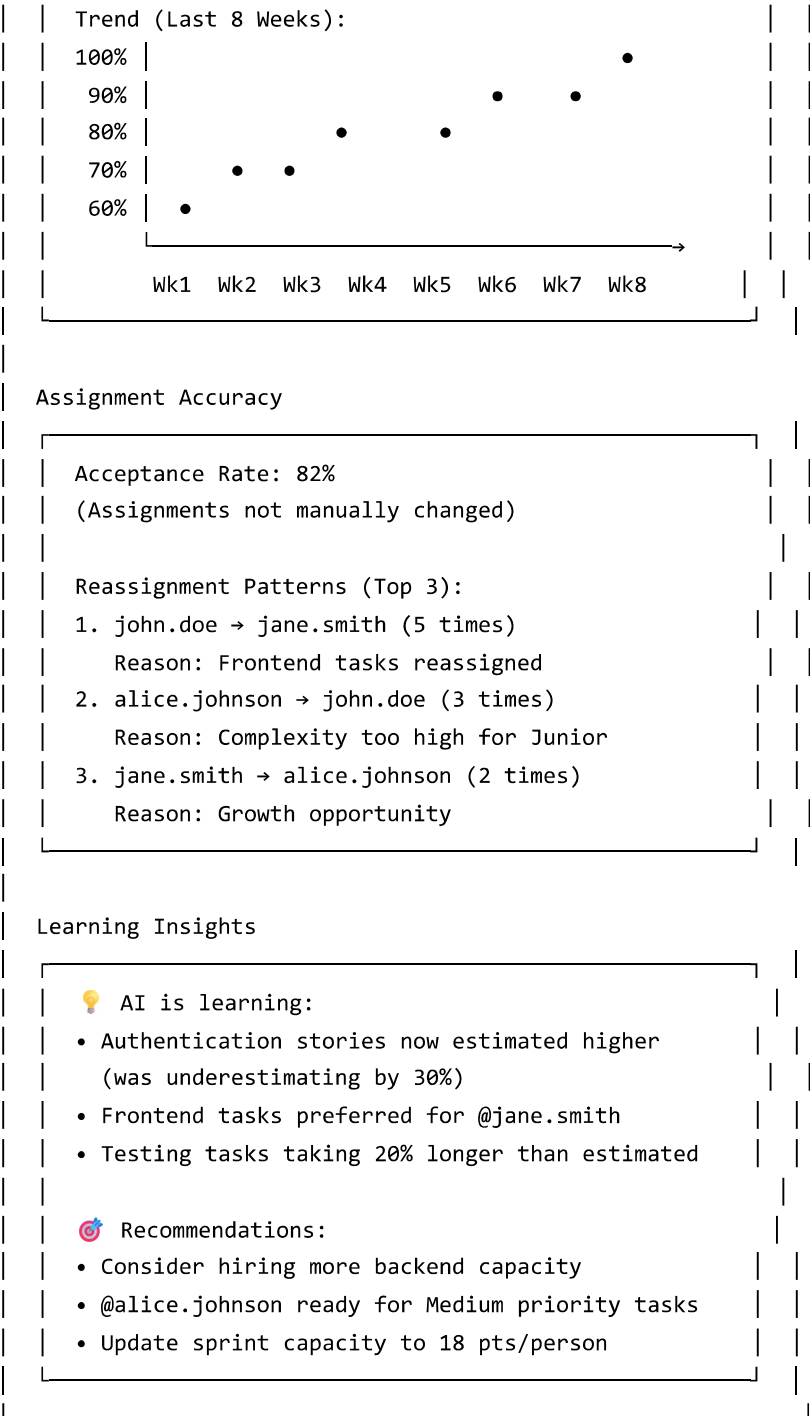 Trend (Last 8 Weeks):
100%
90%
80%
70%
60%
Wk1 Wk2 Wk3 Wk4 Wk5 Wk6 Wk7 Wk8
Assignment Accuracy
Acceptance Rate: 82%
(Assignments not manually changed)
Reassignment Patterns (Top 3):
1. john.doe → jane.smith (5 times)
Reason: Frontend tasks reassigned
2. alice.johnson → john.doe (3 times)
Reason: Complexity too high for Junior
3. jane.smith → alice.johnson (2 times)
Reason: Growth opportunity
Learning Insights
💡 AI is learning:
• Authentication stories now estimated higher
(was underestimating by 30%)
• Frontend tasks preferred for @jane.smith
• Testing tasks taking 20% longer than estimated
🎯 Recommendations:
• Consider hiring more backend capacity
• @alice.johnson ready for Medium priority tasks
• Update sprint capacity to 18 pts/person